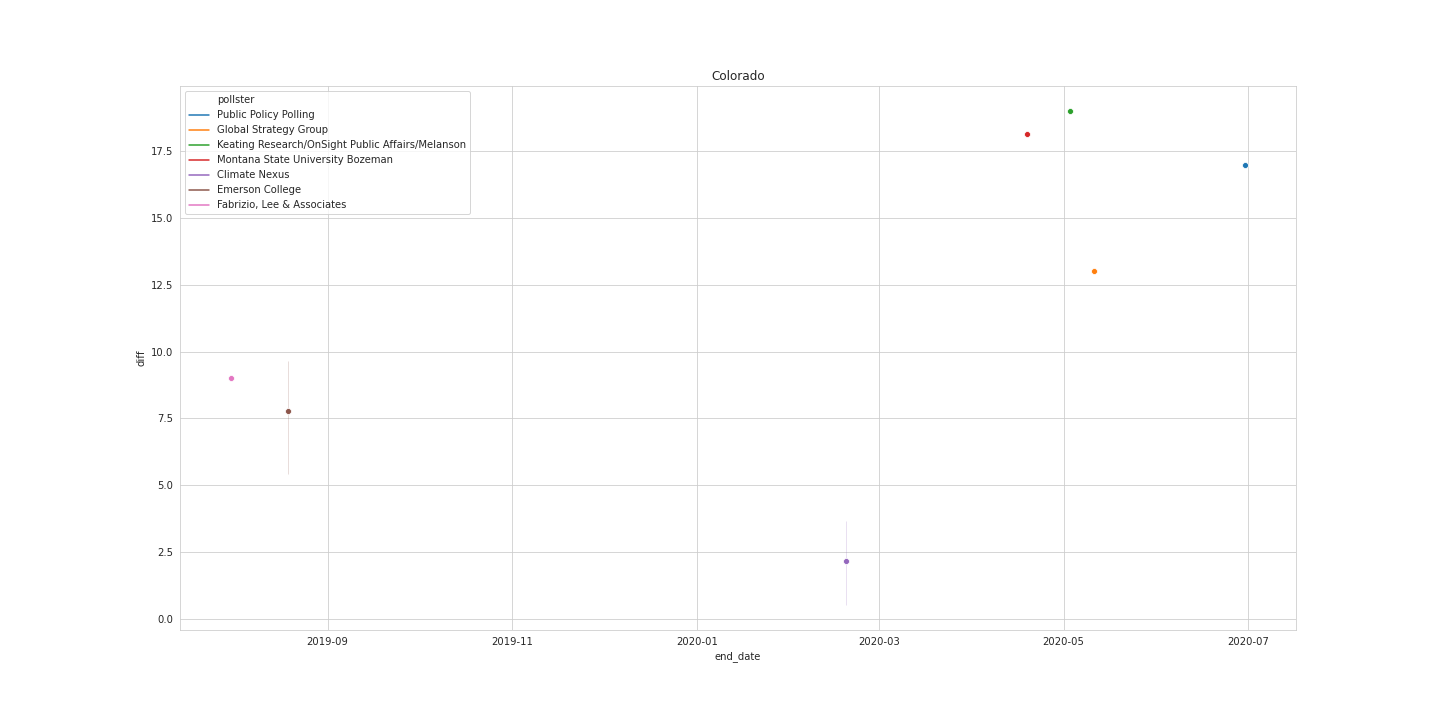 Colorado
pollster
Public Policy Polling
Global Strategy Group
Keating Research/OnSight Public Affairs/Melanson
Montana State University Bozeman
Climate Nexus
Emerson College
Fabrizio, Lee & Associates
17.5
15.0
12.5
10.0
7.5
5.0
2.5
0.0
diff
2019-09
2019-11
2020-01
2020-03
2020-05
2020-07
end_date